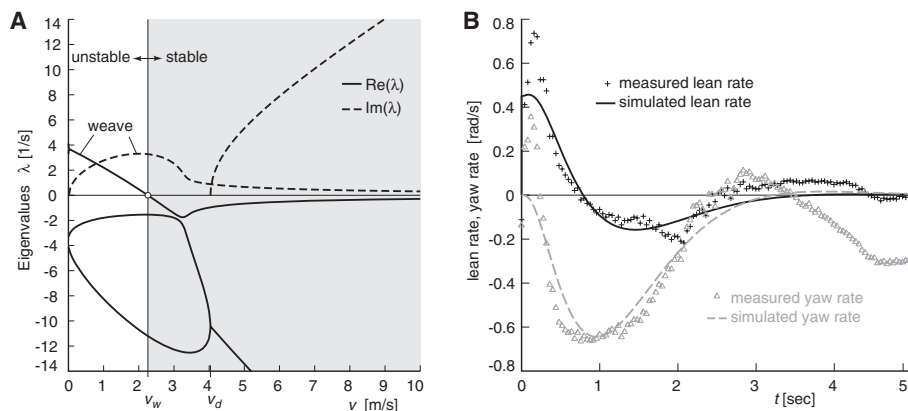 A
14
12
10
8
6
4
2
0
-2
-4
-6
-8
-10
-12
-14
Eigenvalues λ [1/s]
unstable
stable
Re(λ)
Im(λ)
weave
0 1 2 3 4 5 6 7 8 9 10
v_w
v_d
v [m/s]
B
0.8
0.6
0.4
0.2
0
-0.2
-0.4
-0.6
-0.8
lean rate, yaw rate [rad/s]
measured lean rate
simulated lean rate
measured yaw rate
simulated yaw rate
0 1 2 3 4 5
t [sec]